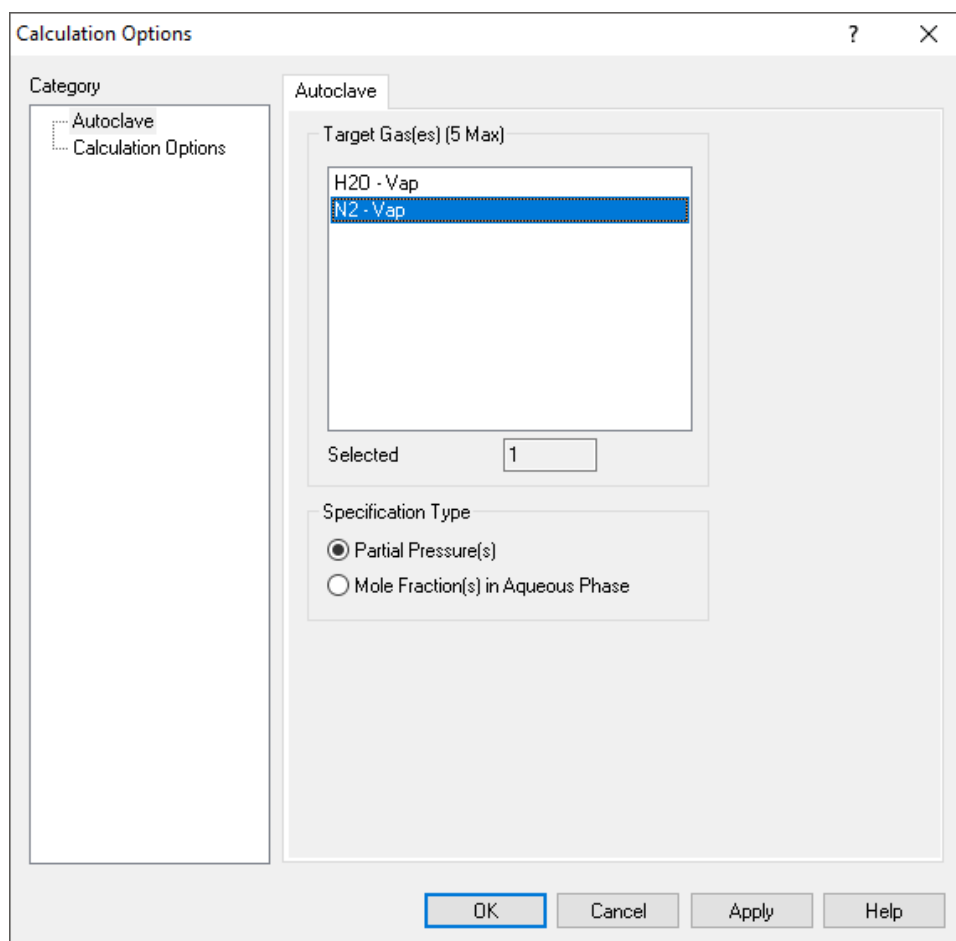 Calculation Options
?
Category
Autoclave
Calculation Options
Autoclave
Target Gas(es) (5 Max)
H2O - Vap
N2 - Vap
Selected
1
Specification Type
Partial Pressure(s)
Mole Fraction(s) in Aqueous Phase
OK
Cancel
Apply
Help